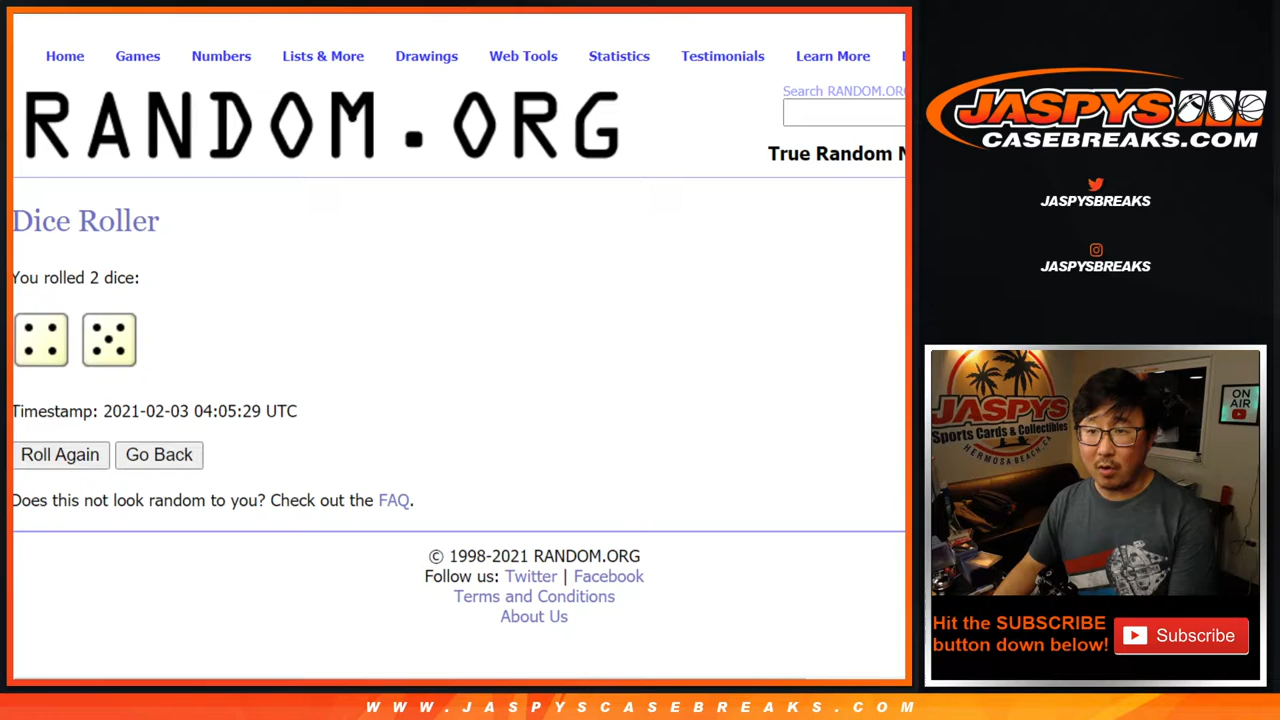 Home Games Numbers Lists & More Drawings Web Tools Statistics Testimonials Learn More
RANDOM.ORG
Search RANDOM.ORG
True Random N
Dice Roller
You rolled 2 dice:
Timestamp: 2021-02-03 04:05:29 UTC
Roll Again Go Back
Does this not look random to you? Check out the FAQ.
© 1998-2021 RANDOM.ORG
Follow us: Twitter | Facebook
Terms and Conditions
About Us
JASPYS
CASEBREAKS.COM
JASPYSBREAKS
JASPYSBREAKS
JASPYS
Sports Cards & Collectibles
HERMOSA BEACH, CA
ON
AIR
Hit the SUBSCRIBE
button down below!
Subscribe
WWW.JASPYSCASEBREAKS.COM